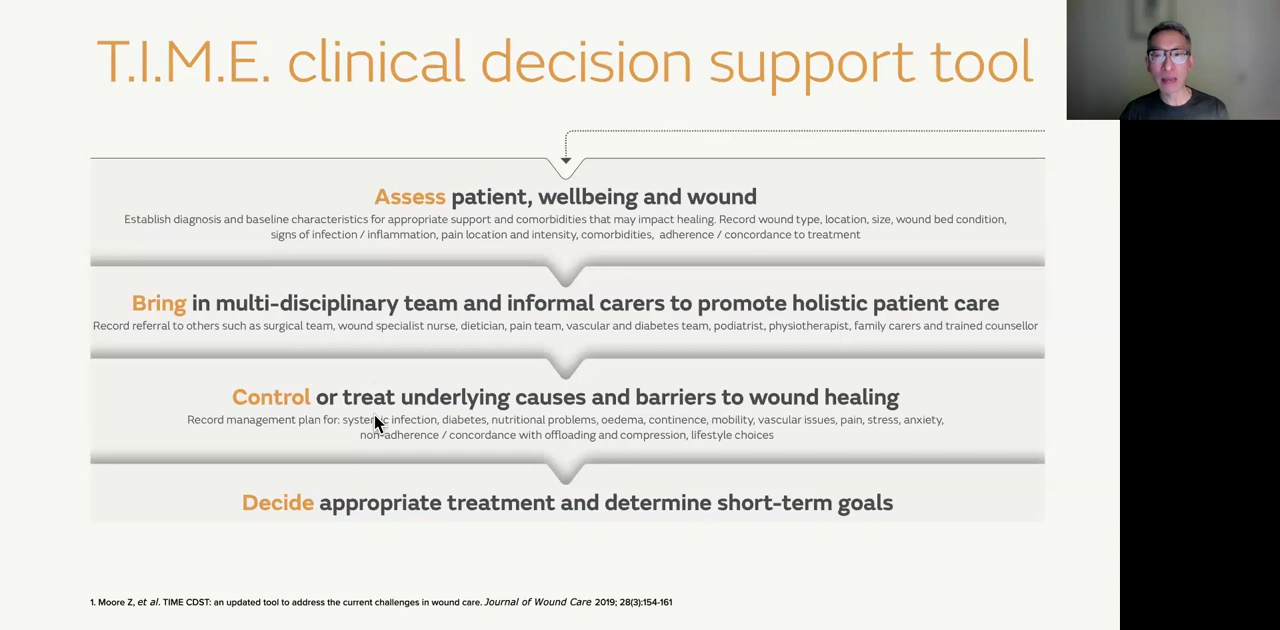 T.I.M.E. clinical decision support tool
Assess patient, wellbeing and wound
Establish diagnosis and baseline characteristics for appropriate support and comorbidities that may impact healing. Record wound type, location, size, wound bed condition,
signs of infection / inflammation, pain location and intensity, comorbidities, adherence / concordance to treatment
Bring in multi-disciplinary team and informal carers to promote holistic patient care
Record referral to others such as surgical team, wound specialist nurse, dietician, pain team, vascular and diabetes team, podiatrist, physiotherapist, family carers and trained counsellor
Control or treat underlying causes and barriers to wound healing
Record management plan for: systemic infection, diabetes, nutritional problems, oedema, continence, mobility, vascular issues, pain, stress, anxiety,
non-adherence / concordance with offloading and compression, lifestyle choices
Decide appropriate treatment and determine short-term goals
1. Moore Z, et al. TIME CDST: an updated tool to address the current challenges in wound care. Journal of Wound Care 2019; 28(3):154-161